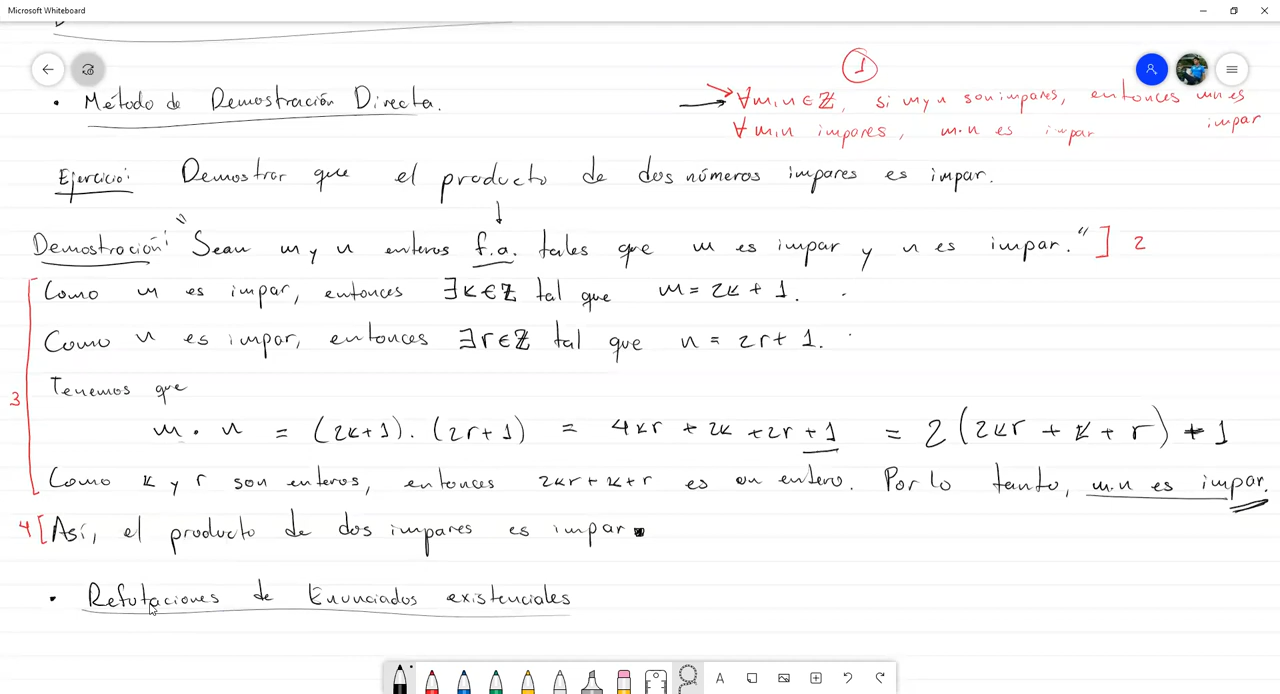 Microsoft Whiteboard
1
• Método de Demostración Directa.
→ ∀m,n∈ℤ, si m y n son impares, entonces mn es impar
∀m,n impares, m·n es impar
Ejercicio: Demostrar que el producto de dos números impares es impar.
Demostración: "Sean m y n enteros f.a. tales que m es impar y n es impar." ] 2
Como m es impar, entonces ∃k∈ℤ tal que m = 2k + 1.
Como n es impar, entonces ∃r∈ℤ tal que n = 2r + 1.
Tenemos que
3
m · n = (2k+1) · (2r+1) = 4kr + 2k + 2r + 1 = 2(2kr + k + r) + 1
Como k y r son enteros, entonces 2kr + k + r es un entero. Por lo tanto, m·n es impar.
4 [ Así, el producto de dos impares es impar ■
• Refutaciones de Enunciados existenciales
A